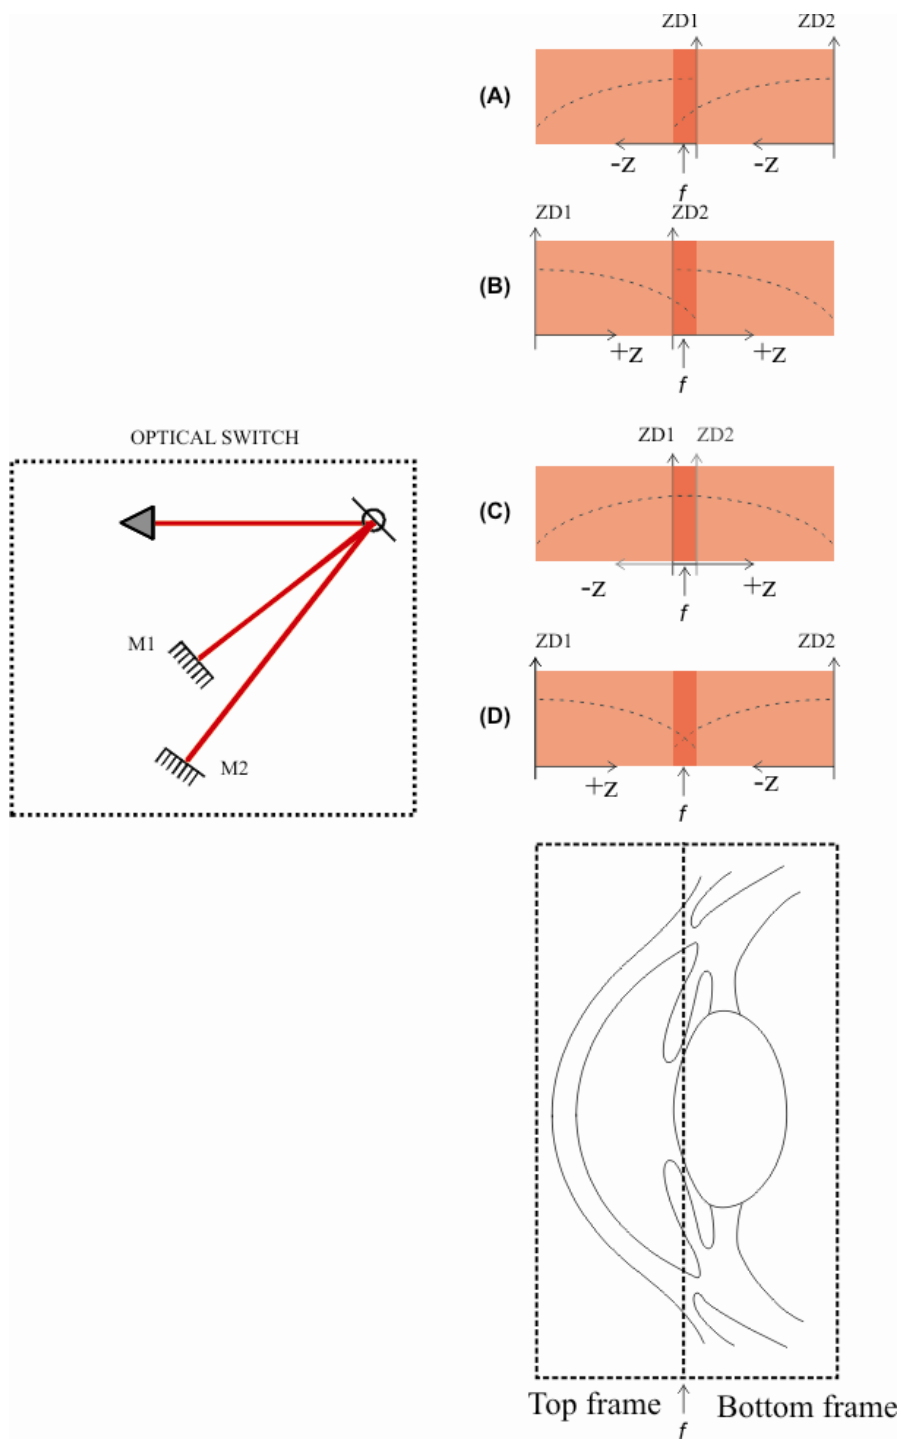 ZD1 ZD2
(A)
-z -z
f
ZD1 ZD2
(B)
+z +z
f
OPTICAL SWITCH
M1
M2
ZD1 ZD2
(C)
-z +z
f
ZD1 ZD2
(D)
+z -z
f
Top frame Bottom frame
f